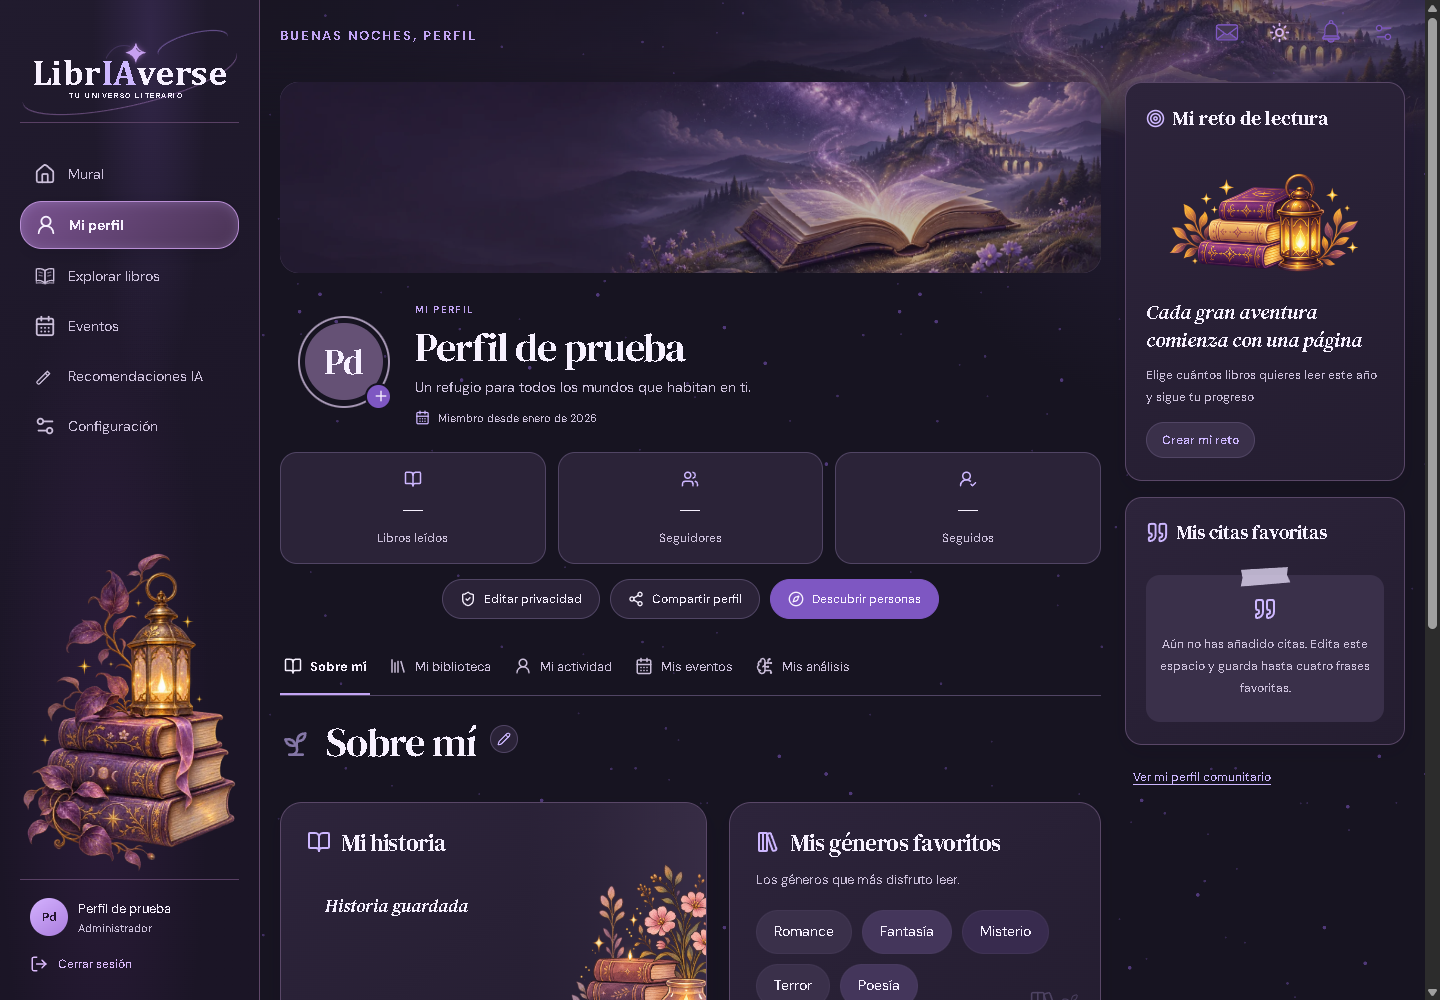 LibrIAverse
TU UNIVERSO LITERARIO
Mural
Mi perfil
Explorar libros
Eventos
Recomendaciones IA
Configuración
Pd
Perfil de prueba
Administrador
Cerrar sesión
BUENAS NOCHES, PERFIL
Pd
MI PERFIL
Perfil de prueba
Un refugio para todos los mundos que habitan en ti.
Miembro desde enero de 2026
—
Libros leídos
—
Seguidores
—
Seguidos
Editar privacidad
Compartir perfil
Descubrir personas
Sobre mí
Mi biblioteca
Mi actividad
Mis eventos
Mis análisis
Sobre mí
Mi historia
Historia guardada
Mis géneros favoritos
Los géneros que más disfruto leer.
Romance
Fantasía
Misterio
Terror
Poesía
Mi reto de lectura
Cada gran aventura
comienza con una página
Elige cuántos libros quieres leer este año
y sigue tu progreso
Crear mi reto
Mis citas favoritas
Aún no has añadido citas. Edita este
espacio y guarda hasta cuatro frases
favoritas.
Ver mi perfil comunitario